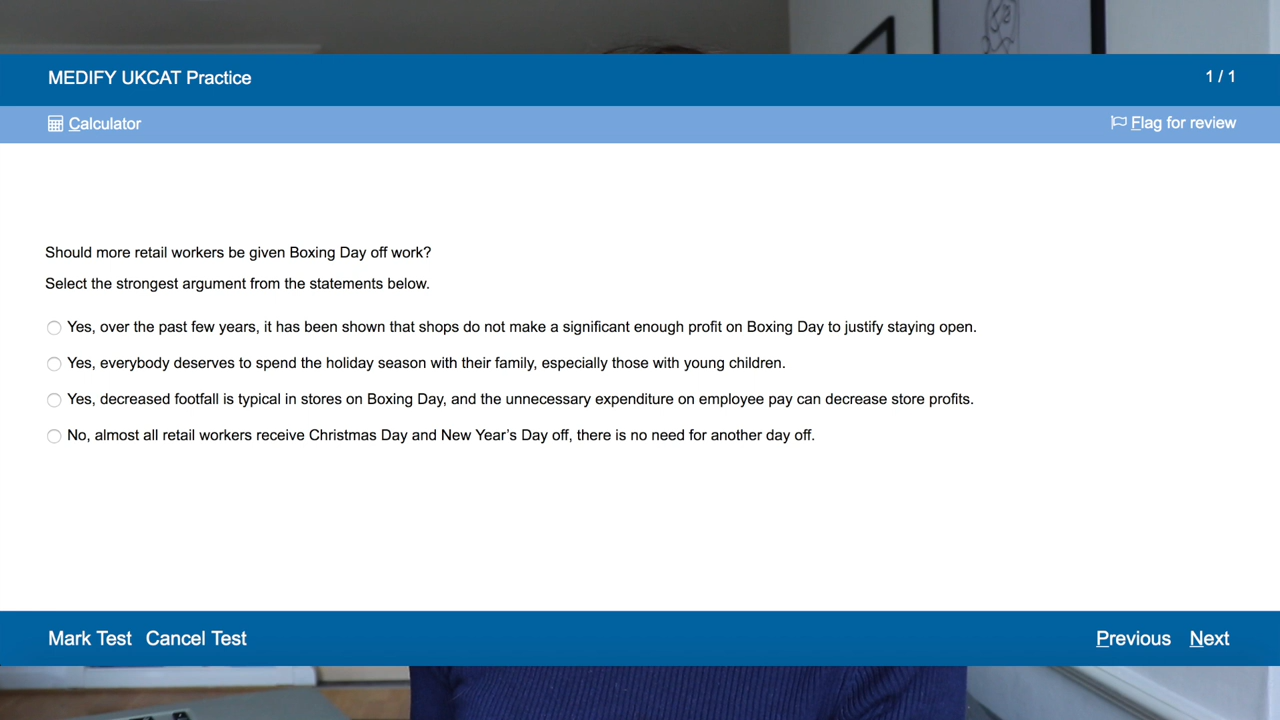 MEDIFY UKCAT Practice
1 / 1
Calculator
Flag for review
Should more retail workers be given Boxing Day off work?
Select the strongest argument from the statements below.
Yes, over the past few years, it has been shown that shops do not make a significant enough profit on Boxing Day to justify staying open.
Yes, everybody deserves to spend the holiday season with their family, especially those with young children.
Yes, decreased footfall is typical in stores on Boxing Day, and the unnecessary expenditure on employee pay can decrease store profits.
No, almost all retail workers receive Christmas Day and New Year’s Day off, there is no need for another day off.
Mark Test Cancel Test
Previous Next